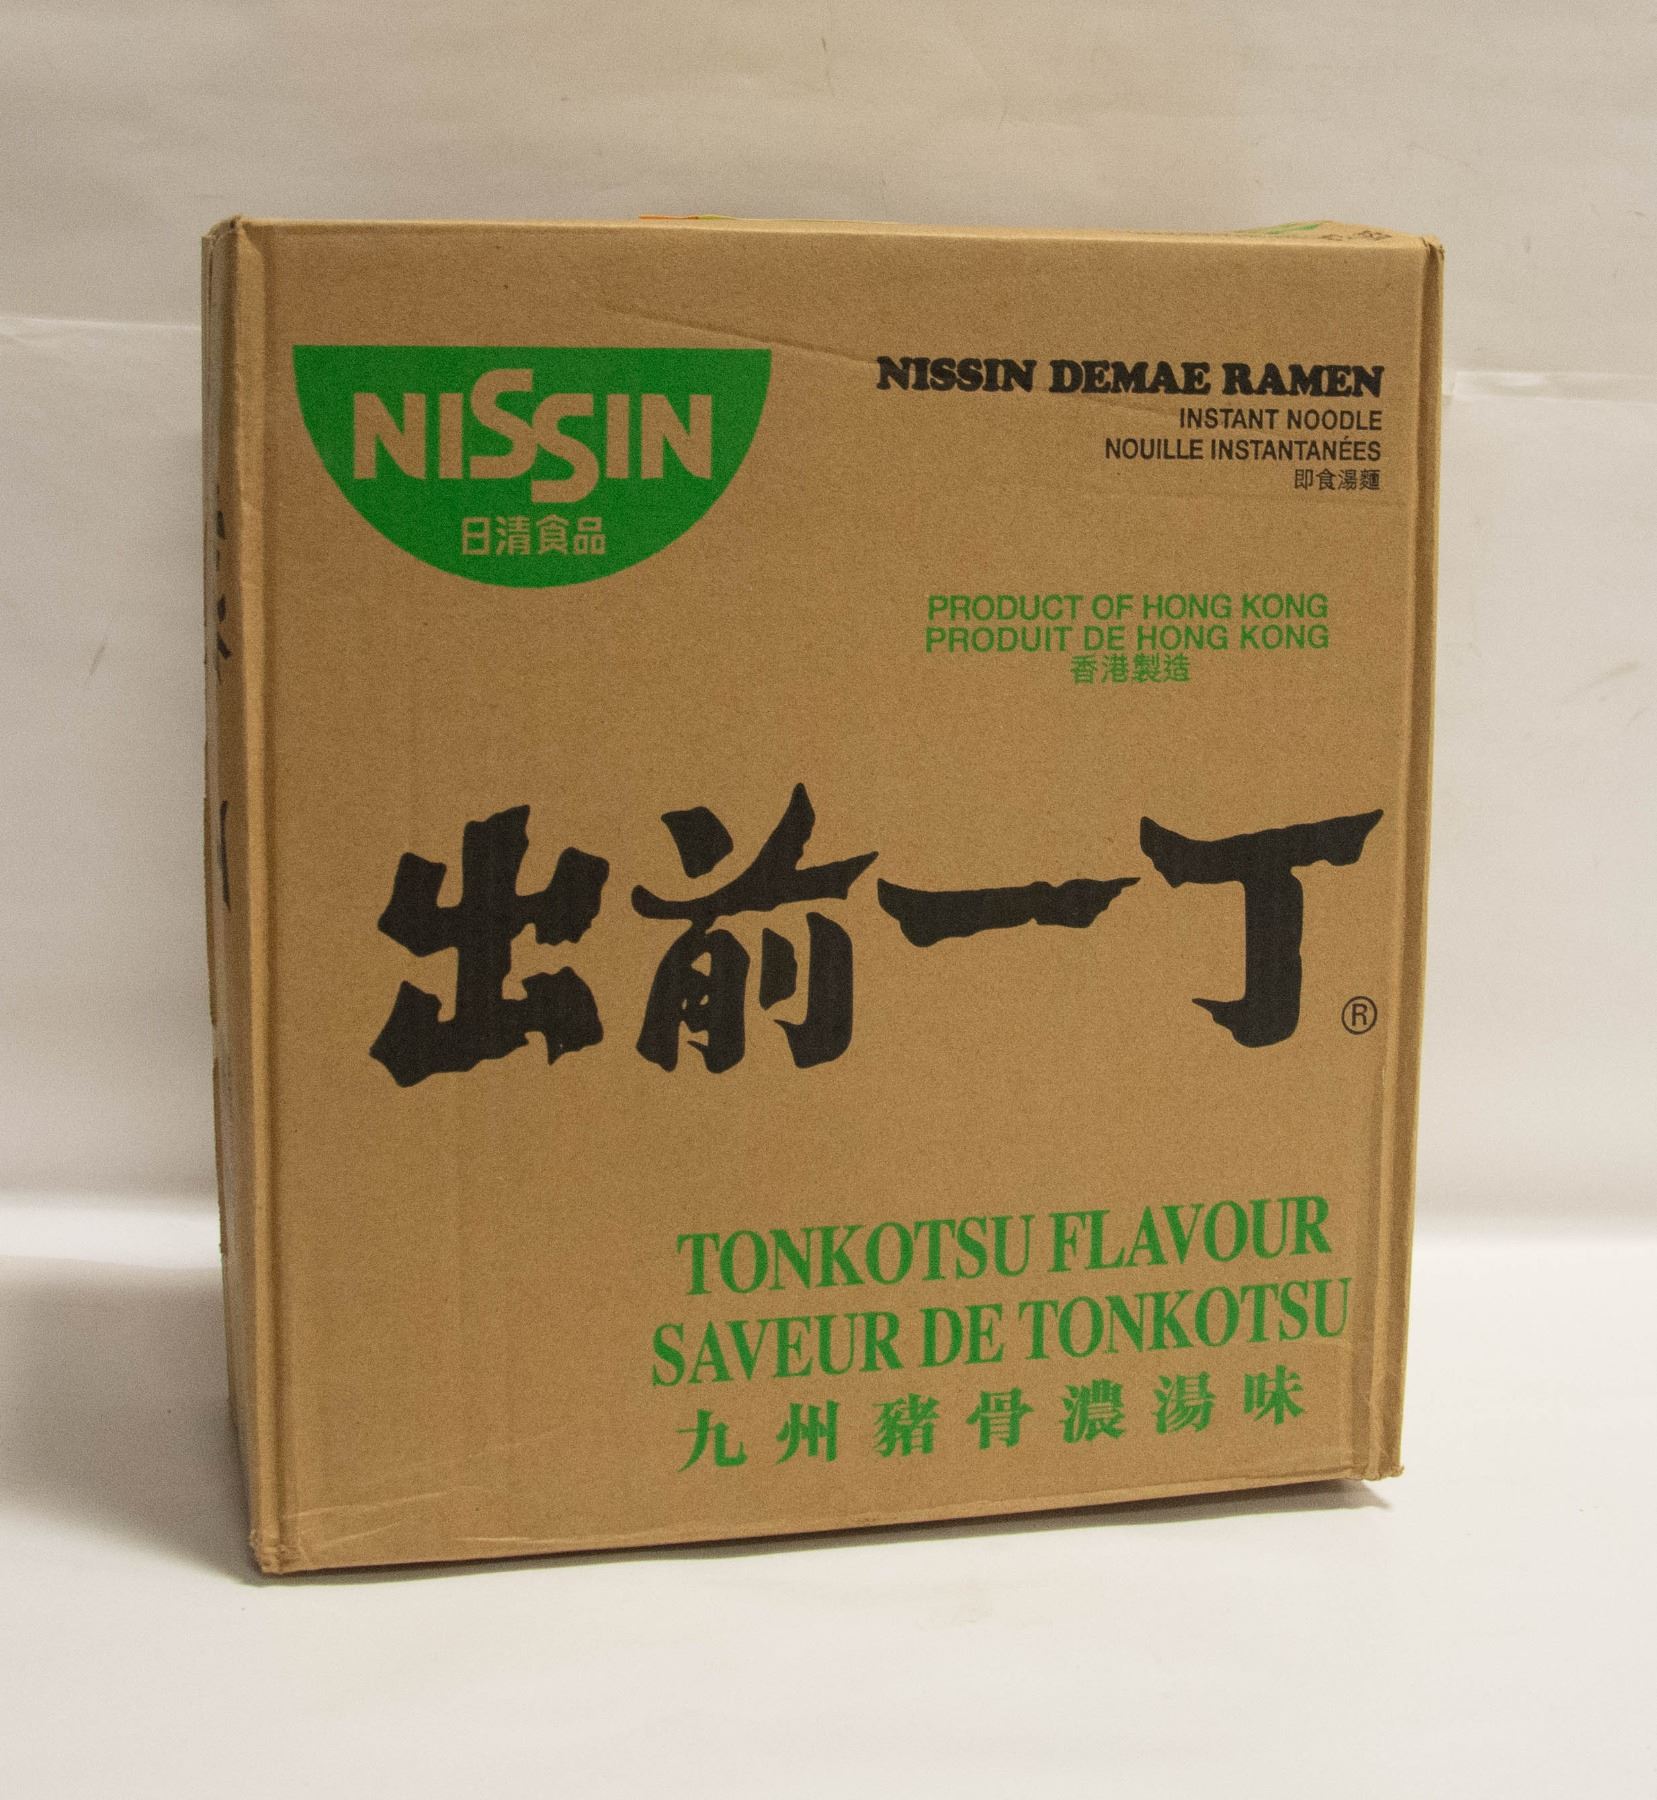 NISSIN
日清食品
NISSIN DEMAE RAMEN
INSTANT NOODLE
NOUILLE INSTANTANÉES
即食湯麵
PRODUCT OF HONG KONG
PRODUIT DE HONG KONG
香港製造
出前一丁®
TONKOTSU FLAVOUR
SAVEUR DE TONKOTSU
九州豬骨濃湯味